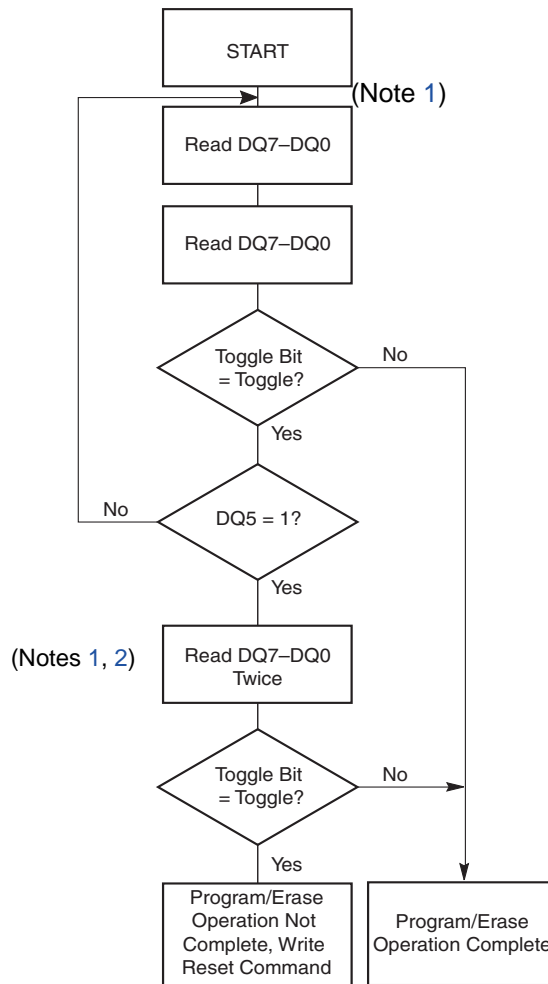 START
(Note 1)
Read DQ7–DQ0
Read DQ7–DQ0
Toggle Bit
= Toggle?
No
Yes
No
DQ5 = 1?
Yes
(Notes 1, 2)
Read DQ7–DQ0
Twice
Toggle Bit
= Toggle?
No
Yes
Program/Erase
Operation Not
Complete, Write
Reset Command
Program/Erase
Operation Complete